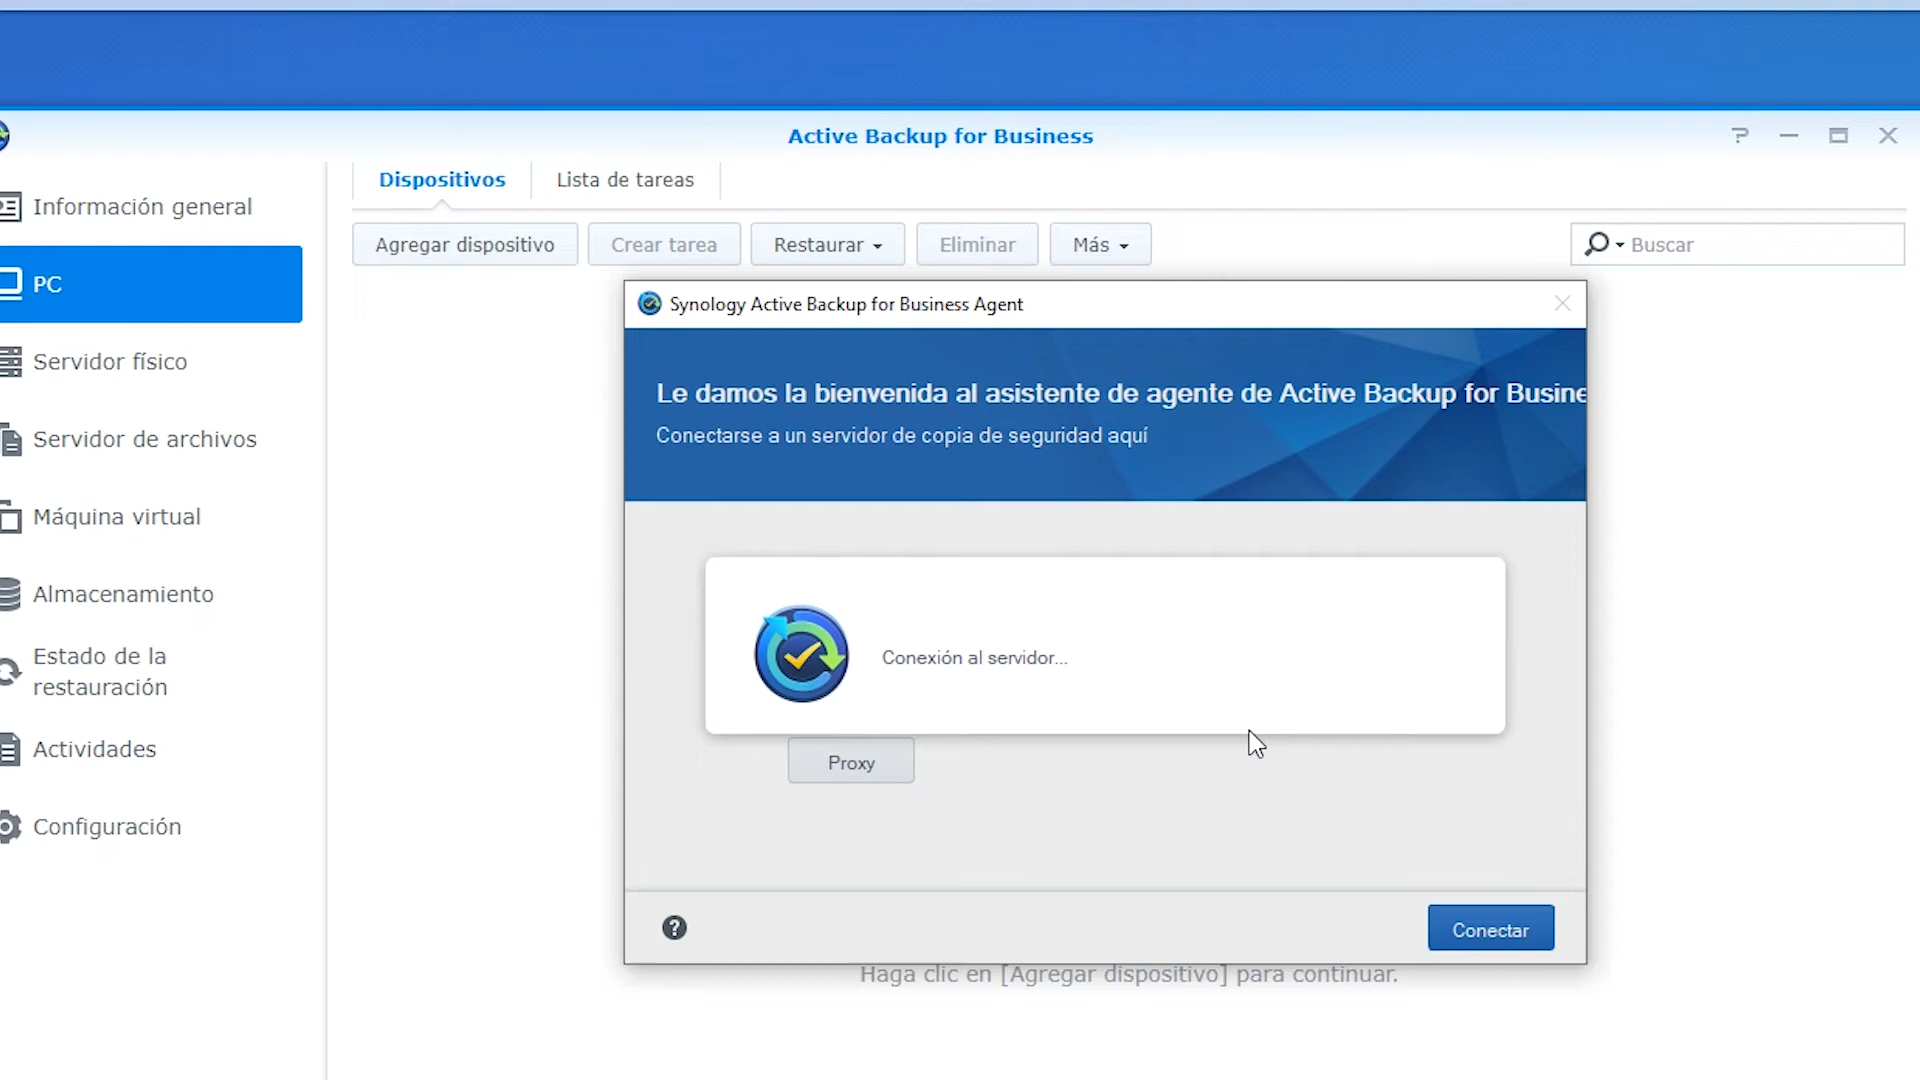 Active Backup for Business
Información general
PC
Servidor físico
Servidor de archivos
Máquina virtual
Almacenamiento
Estado de la
restauración
Actividades
Configuración
Dispositivos
Lista de tareas
Agregar dispositivo
Crear tarea
Restaurar
Eliminar
Más
Buscar
Synology Active Backup for Business Agent
Le damos la bienvenida al asistente de agente de Active Backup for Busine
Conectarse a un servidor de copia de seguridad aquí
Conexión al servidor...
Proxy
Conectar
Haga clic en [Agregar dispositivo] para continuar.